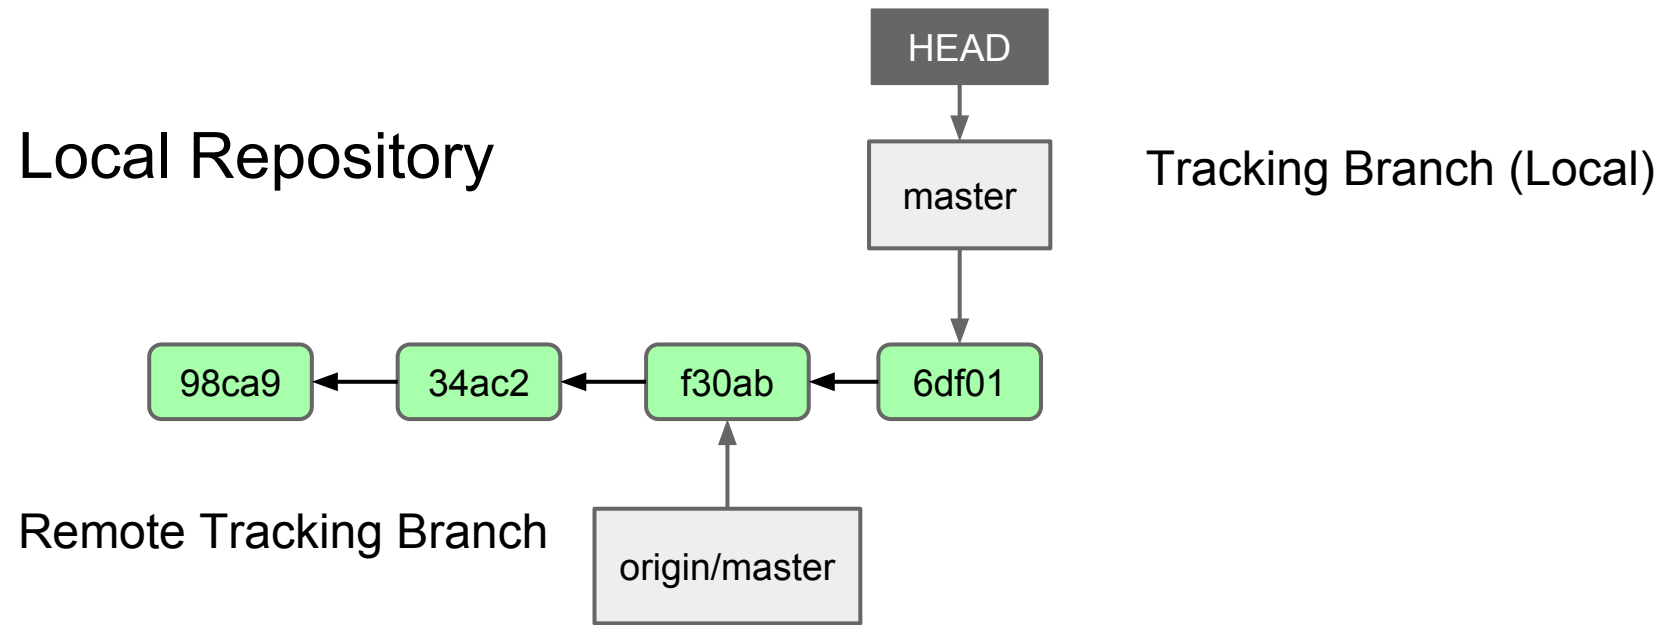 HEAD
Local Repository
Tracking Branch (Local)
master
98ca9
34ac2
f30ab
6df01
Remote Tracking Branch
origin/master